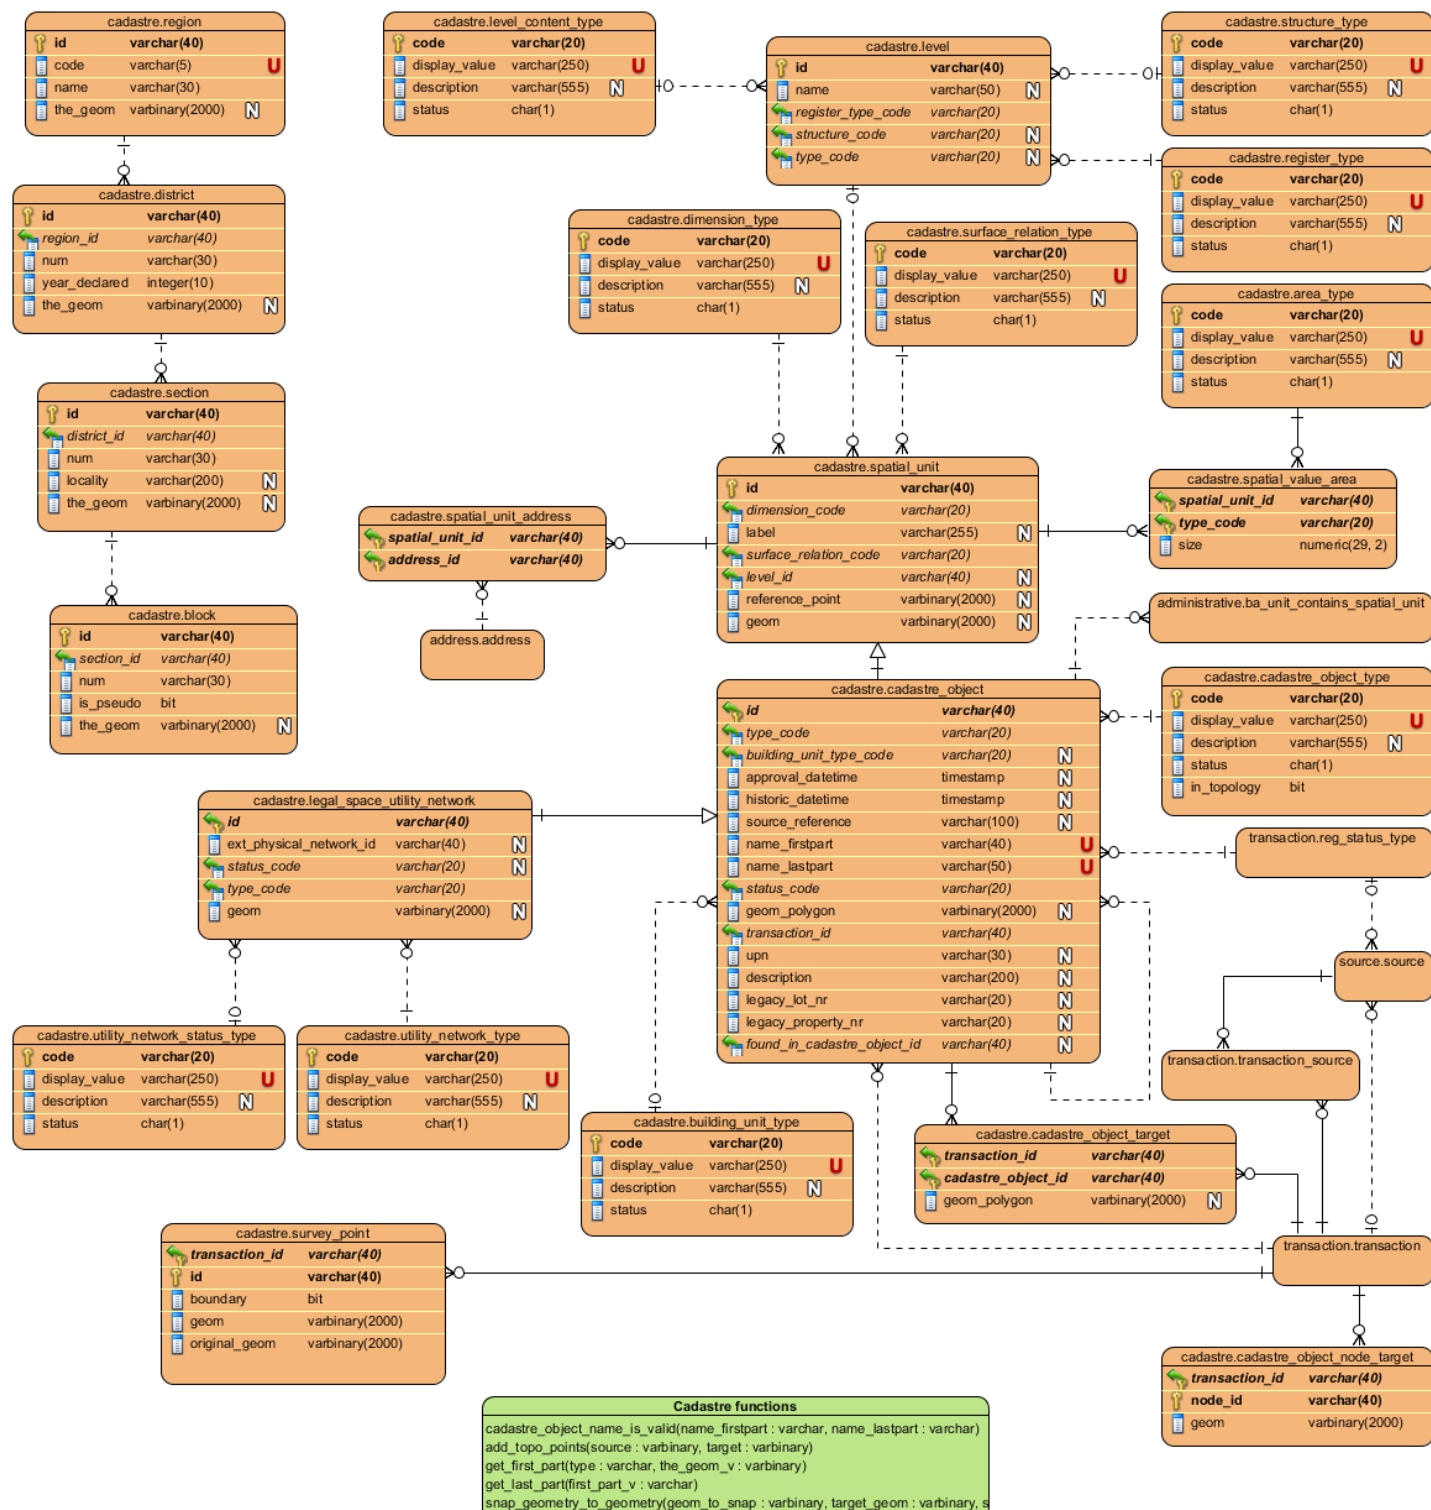 cadastre.region
id varchar(40)
code varchar(5) U
name varchar(30)
the_geom varbinary(2000) N
cadastre.level_content_type
code varchar(20)
display_value varchar(250) U
description varchar(555) N
status char(1)
cadastre.level
id varchar(40)
name varchar(50) N
register_type_code varchar(20)
structure_code varchar(20) N
type_code varchar(20) N
cadastre.structure_type
code varchar(20)
display_value varchar(250) U
description varchar(555) N
status char(1)
cadastre.register_type
code varchar(20)
display_value varchar(250) U
description varchar(555) N
status char(1)
cadastre.district
id varchar(40)
region_id varchar(40)
num varchar(30)
year_declared integer(10)
the_geom varbinary(2000) N
cadastre.dimension_type
code varchar(20)
display_value varchar(250) U
description varchar(555) N
status char(1)
cadastre.surface_relation_type
code varchar(20)
display_value varchar(250) U
description varchar(555) N
status char(1)
cadastre.area_type
code varchar(20)
display_value varchar(250) U
description varchar(555) N
status char(1)
cadastre.section
id varchar(40)
district_id varchar(40)
num varchar(30)
locality varchar(200) N
the_geom varbinary(2000) N
cadastre.spatial_unit
id varchar(40)
dimension_code varchar(20)
label varchar(255) N
surface_relation_code varchar(20)
level_id varchar(40) N
reference_point varbinary(2000) N
geom varbinary(2000) N
cadastre.spatial_value_area
spatial_unit_id varchar(40)
type_code varchar(20)
size numeric(29, 2)
cadastre.spatial_unit_address
spatial_unit_id varchar(40)
address_id varchar(40)
address.address
administrative.ba_unit_contains_spatial_unit
cadastre.block
id varchar(40)
section_id varchar(40)
num varchar(30)
is_pseudo bit
the_geom varbinary(2000) N
cadastre.cadastre_object
id varchar(40)
type_code varchar(20)
building_unit_type_code varchar(20) N
approval_datetime timestamp N
historic_datetime timestamp N
source_reference varchar(100) N
name_firstpart varchar(40) U
name_lastpart varchar(50) U
status_code varchar(20)
geom_polygon varbinary(2000) N
transaction_id varchar(40)
upn varchar(30) N
description varchar(200) N
legacy_lot_nr varchar(20) N
legacy_property_nr varchar(20) N
found_in_cadastre_object_id varchar(40) N
cadastre.cadastre_object_type
code varchar(20)
display_value varchar(250) U
description varchar(555) N
status char(1)
in_topology bit
cadastre.legal_space_utility_network
id varchar(40)
ext_physical_network_id varchar(40) N
status_code varchar(20) N
type_code varchar(20)
geom varbinary(2000) N
transaction.reg_status_type
source.source
transaction.transaction_source
cadastre.utility_network_status_type
code varchar(20)
display_value varchar(250) U
description varchar(555) N
status char(1)
cadastre.utility_network_type
code varchar(20)
display_value varchar(250) U
description varchar(555) N
status char(1)
cadastre.building_unit_type
code varchar(20)
display_value varchar(250) U
description varchar(555) N
status char(1)
cadastre.cadastre_object_target
transaction_id varchar(40)
cadastre_object_id varchar(40)
geom_polygon varbinary(2000) N
transaction.transaction
cadastre.survey_point
transaction_id varchar(40)
id varchar(40)
boundary bit
geom varbinary(2000)
original_geom varbinary(2000)
cadastre.cadastre_object_node_target
transaction_id varchar(40)
node_id varchar(40)
geom varbinary(2000)
Cadastre functions
cadastre_object_name_is_valid(name_firstpart : varchar, name_lastpart : varchar)
add_topo_points(source : varbinary, target : varbinary)
get_first_part(type : varchar, the_geom_v : varbinary)
get_last_part(first_part_v : varchar)
snap_geometry_to_geometry(geom_to_snap : varbinary, target_geom : varbinary, s